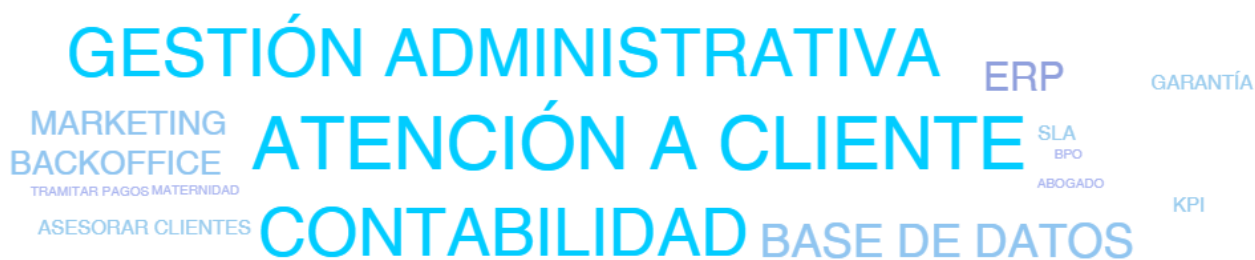 GESTIÓN ADMINISTRATIVA
ERP
GARANTÍA
MARKETING
ATENCIÓN A CLIENTE
SLA
BPO
BACKOFFICE
TRAMITAR PAGOS
MATERNIDAD
ABOGADO
KPI
ASESORAR CLIENTES
CONTABILIDAD
BASE DE DATOS